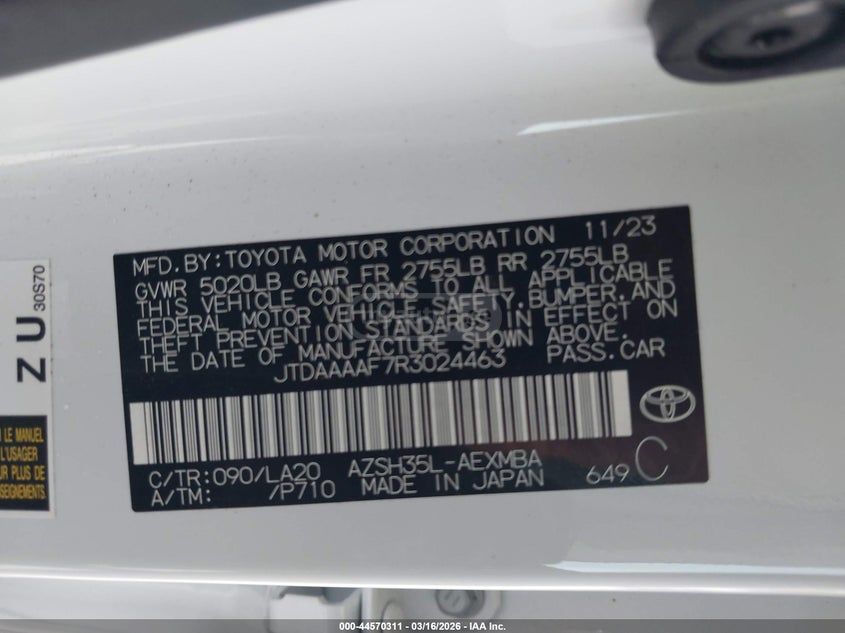 MFD. BY: TOYOTA MOTOR CORPORATION 11/23
GVWR 5020LB GAWR FR 2755LB RR 2755LB
THIS VEHICLE CONFORMS TO ALL APPLICABLE
FEDERAL MOTOR VEHICLE SAFETY, BUMPER, AND
THEFT PREVENTION STANDARDS IN EFFECT ON
THE DATE OF MANUFACTURE SHOWN ABOVE.
JTDAAAAF7R3024463 PASS.CAR
C/TR: 090/LA20 AZSH35L-AEXMBA
A/TM: /P710 MADE IN JAPAN 649 C
Z U 30S70
LE MANUEL
L'USAGER
UR PLUS DE
SEIGNEMENTS.
000-44570311 - 03/16/2026 - IAA Inc.